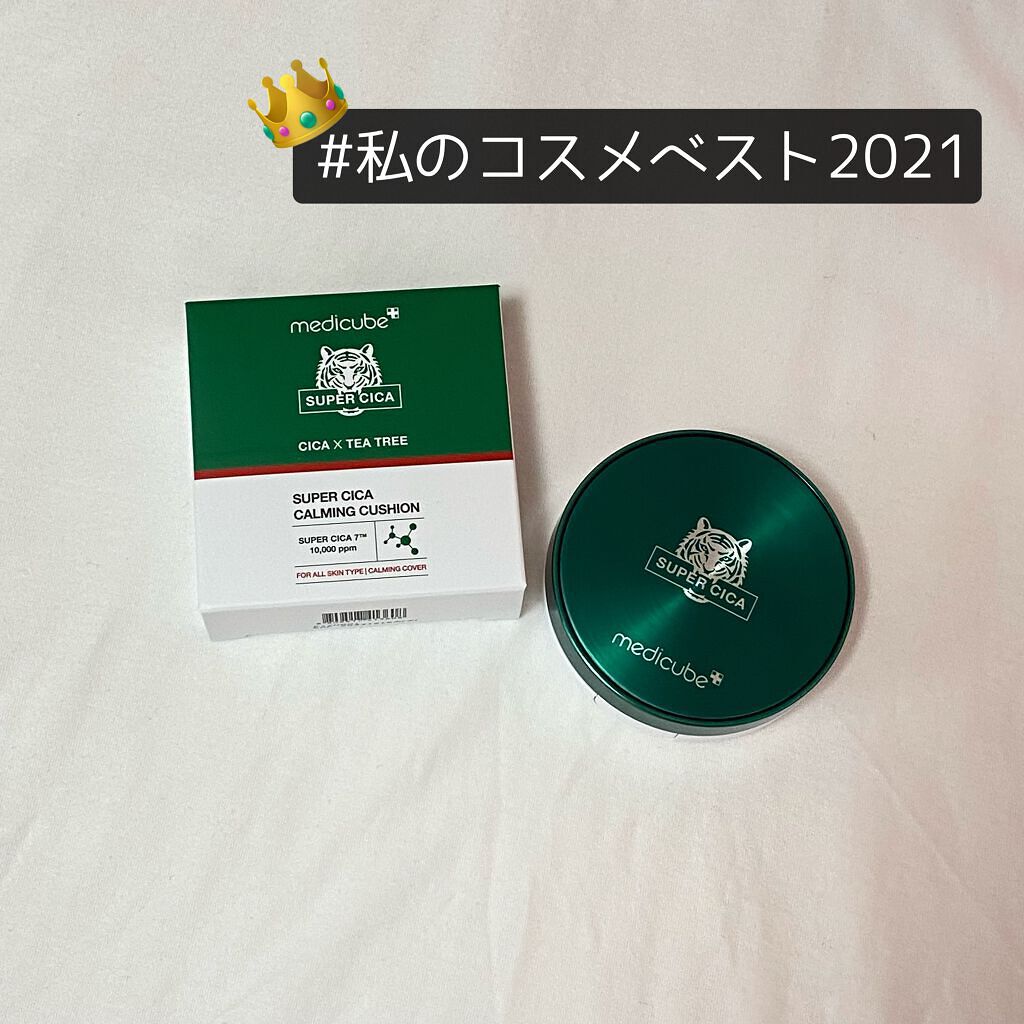 #私のコスメベスト2021
medicube
SUPER CICA
CICA X TEA TREE
SUPER CICA
CALMING CUSHION
SUPER CICA 7™
10,000 ppm
FOR ALL SKIN TYPE | CALMING COVER
SUPER CICA
medicube